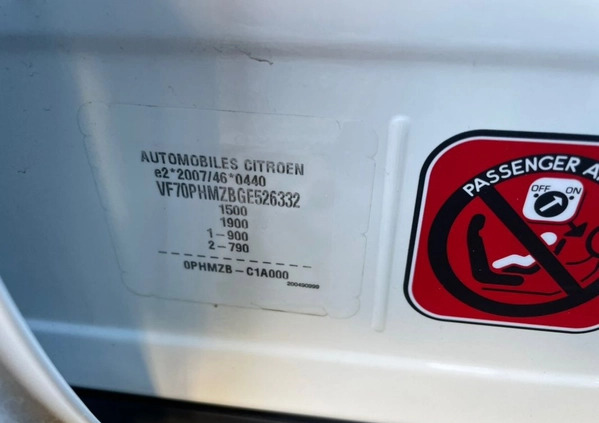 AUTOMOBILES CITROEN
e2*2007/46*0440
VF70PHMZBGE526332
1500
1900
1-900
2-790
0PHMZB-C1A000
PASSENGER
OFF ON